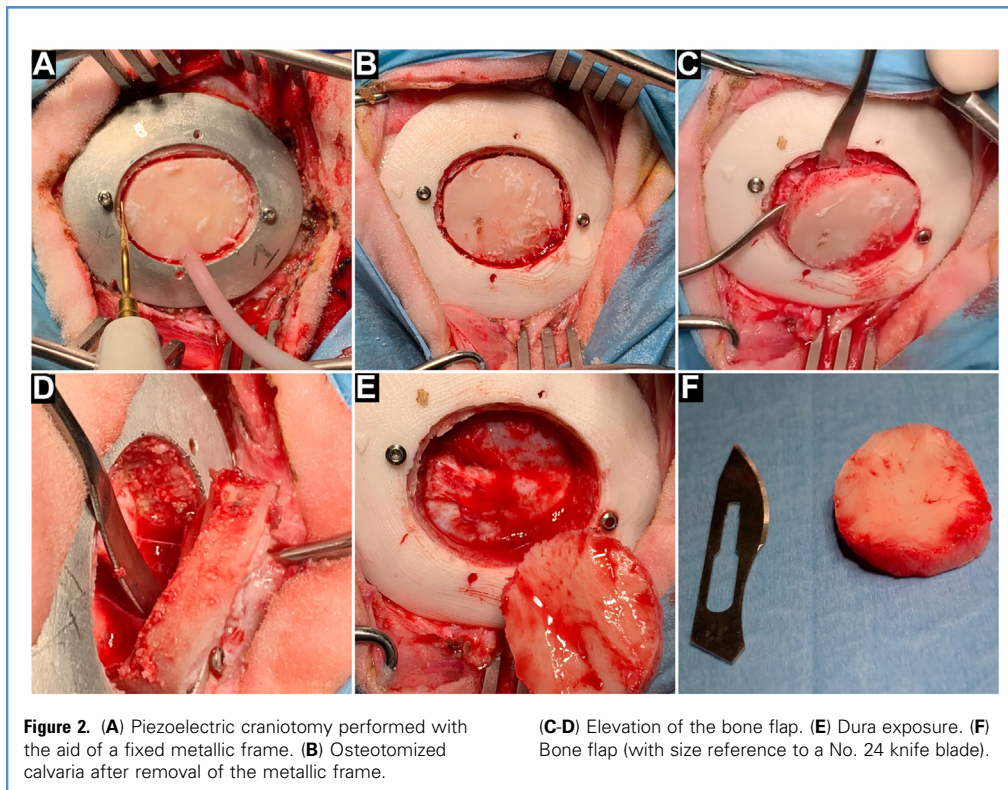 A
B
C
D
E
F
Figure 2. (A) Piezoelectric craniotomy performed with
the aid of a fixed metallic frame. (B) Osteotomized
calvaria after removal of the metallic frame.
(C-D) Elevation of the bone flap. (E) Dura exposure. (F)
Bone flap (with size reference to a No. 24 knife blade).